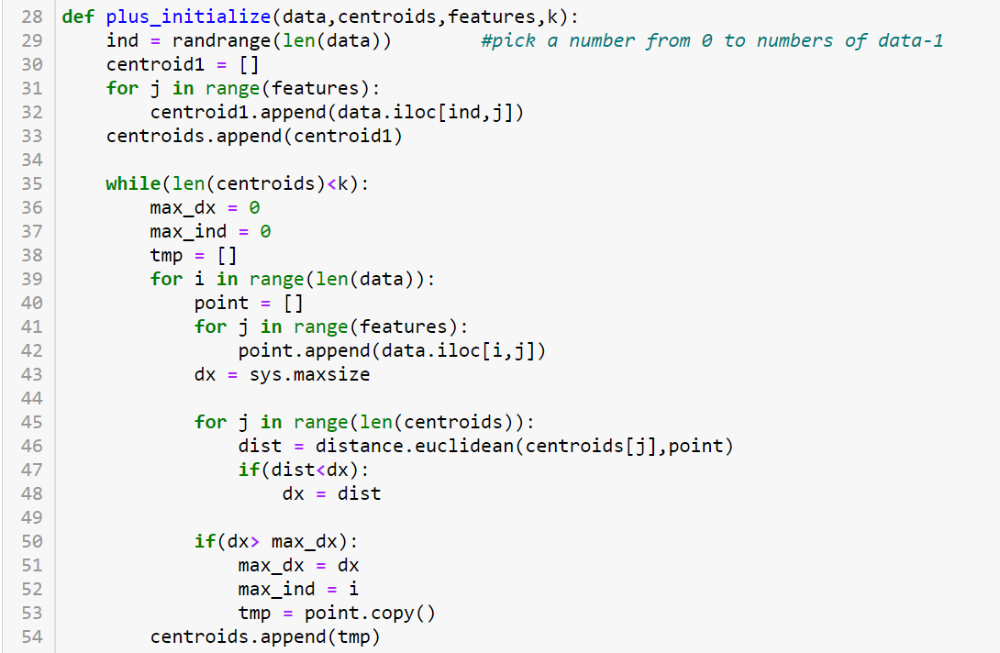 28 def plus_initialize(data,centroids,features,k):
29     ind = randrange(len(data))        #pick a number from 0 to numbers of data-1
30     centroid1 = []
31     for j in range(features):
32         centroid1.append(data.iloc[ind,j])
33     centroids.append(centroid1)
34
35     while(len(centroids)<k):
36         max_dx = 0
37         max_ind = 0
38         tmp = []
39         for i in range(len(data)):
40             point = []
41             for j in range(features):
42                 point.append(data.iloc[i,j])
43             dx = sys.maxsize
44
45             for j in range(len(centroids)):
46                 dist = distance.euclidean(centroids[j],point)
47                 if(dist<dx):
48                     dx = dist
49
50             if(dx> max_dx):
51                 max_dx = dx
52                 max_ind = i
53                 tmp = point.copy()
54         centroids.append(tmp)